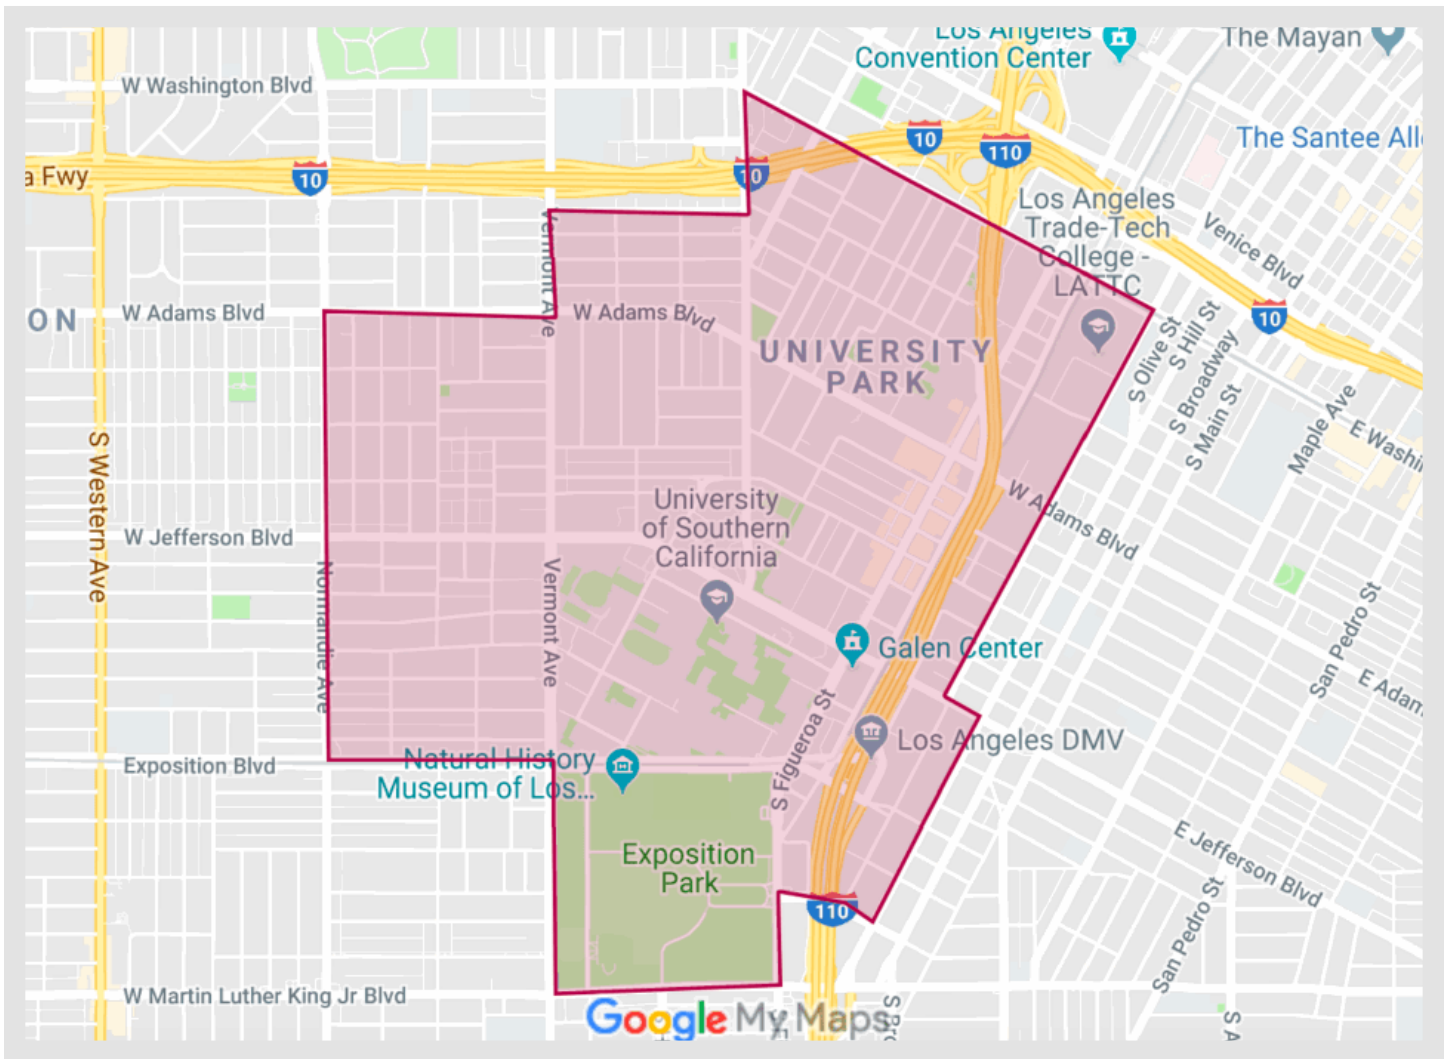 Los Angeles
Convention Center
The Mayan
W Washington Blvd
10
110
The Santee All
a Fwy
10
10
Los Angeles
Trade-Tech
College -
LATTC
Venice Blvd
Vermont Ave
ON
W Adams Blvd
W Adams Blvd
10
UNIVERSITY
PARK
S Olive St
S Hill St
S Broadway
S Main St
Maple Ave
E Washi
S Western Ave
University
of Southern
California
W Adams Blvd
W Jefferson Blvd
Normandie Ave
Vermont Ave
San Pedro St
Galen Center
E Adam
S Figueroa St
Los Angeles DMV
Exposition Blvd
Natural History
Museum of Los...
Exposition
Park
E Jefferson Blvd
110
San Pedro St
W Martin Luther King Jr Blvd
Google My Maps
S A